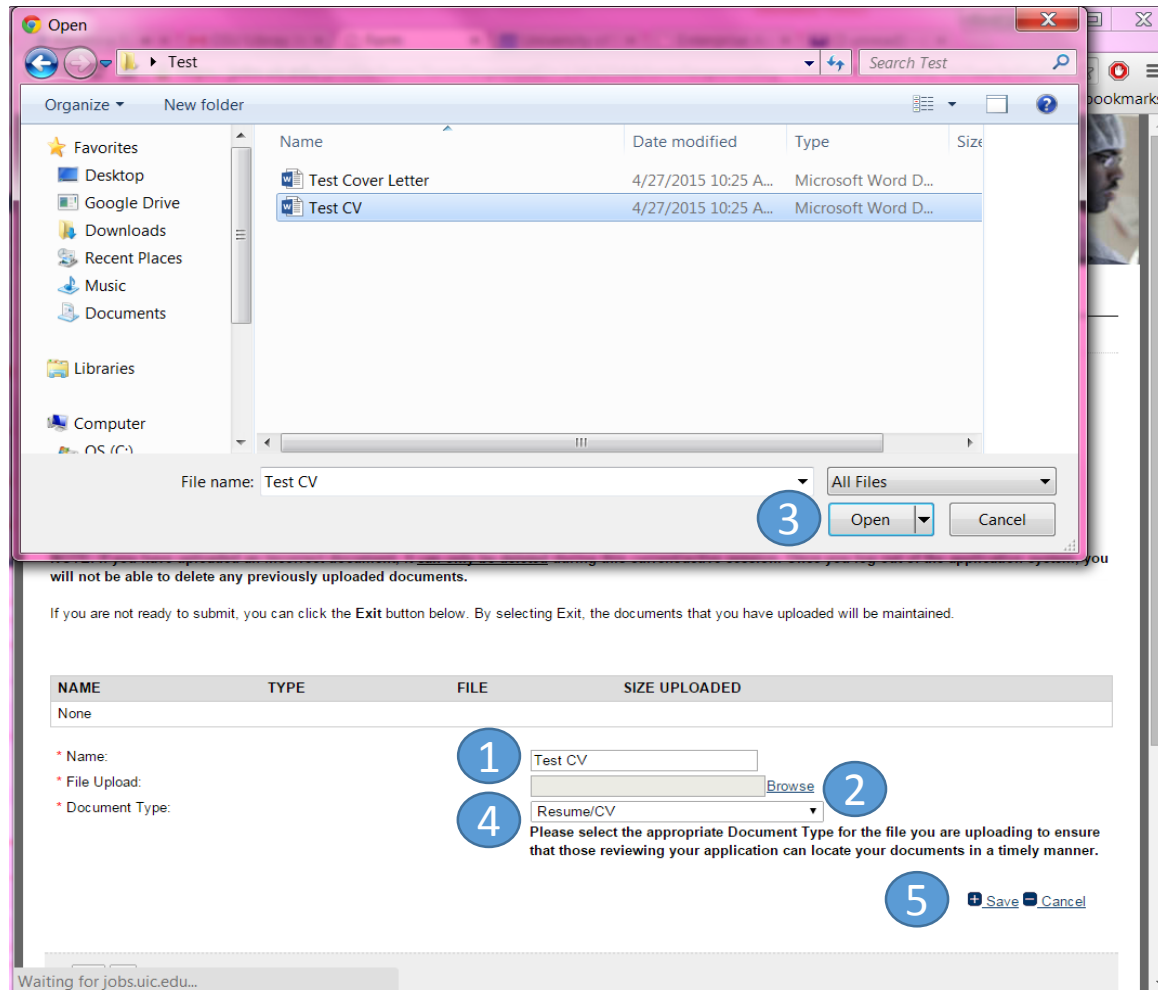 Open
Test
Search Test
Organize
New folder
bookmarks
Favorites
Desktop
Google Drive
Downloads
Recent Places
Music
Documents
Libraries
Computer
OS (C:)
Name Date modified Type Size
Test Cover Letter 4/27/2015 10:25 A... Microsoft Word D...
Test CV 4/27/2015 10:25 A... Microsoft Word D...
File name: Test CV All Files
3 Open Cancel
you
will not be able to delete any previously uploaded documents.
If you are not ready to submit, you can click the Exit button below. By selecting Exit, the documents that you have uploaded will be maintained.
NAME TYPE FILE SIZE UPLOADED
None
* Name: 1 Test CV
* File Upload: Browse 2
* Document Type: 4 Resume/CV
Please select the appropriate Document Type for the file you are uploading to ensure
that those reviewing your application can locate your documents in a timely manner.
5 Save Cancel
Waiting for jobs.uic.edu...